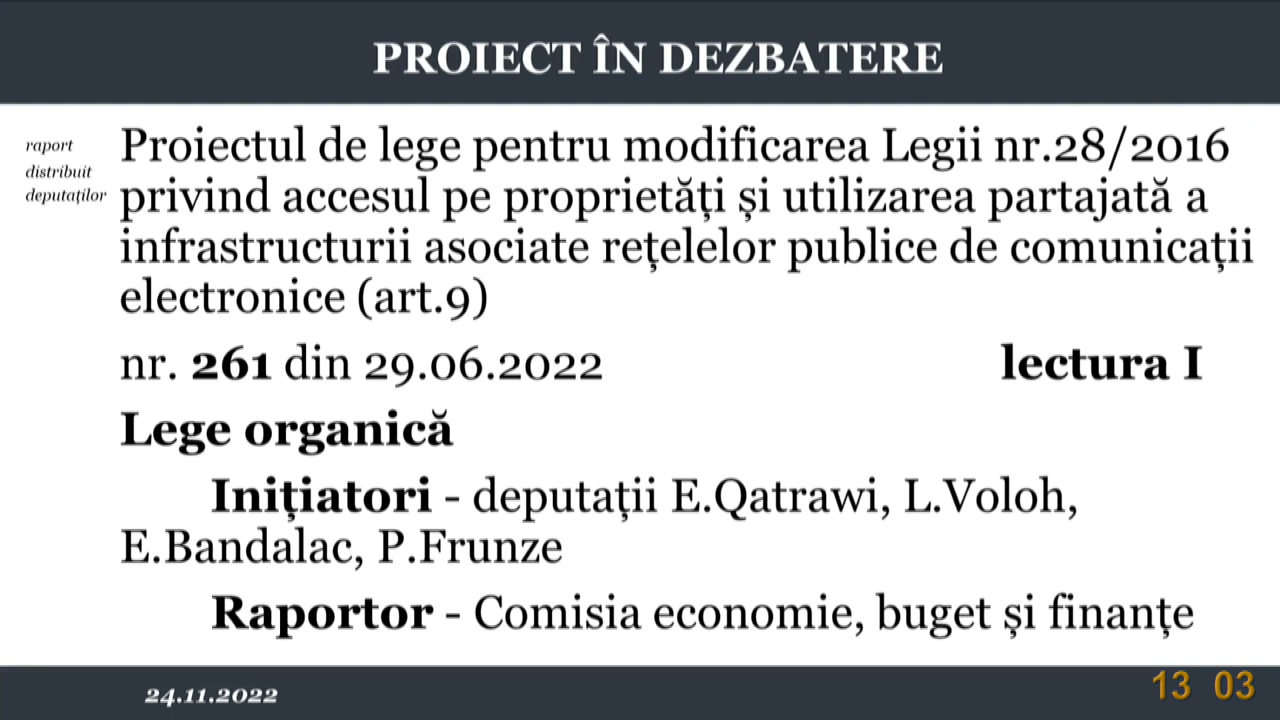 PROIECT ÎN DEZBATERE
raport
distribuit
deputaților
Proiectul de lege pentru modificarea Legii nr.28/2016
privind accesul pe proprietăți și utilizarea partajată a
infrastructurii asociate rețelelor publice de comunicații
electronice (art.9)
nr. 261 din 29.06.2022 lectura I
Lege organică
Inițiatori - deputații E.Qatrawi, L.Voloh,
E.Bandalac, P.Frunze
Raportor - Comisia economie, buget și finanțe
24.11.2022
13 03